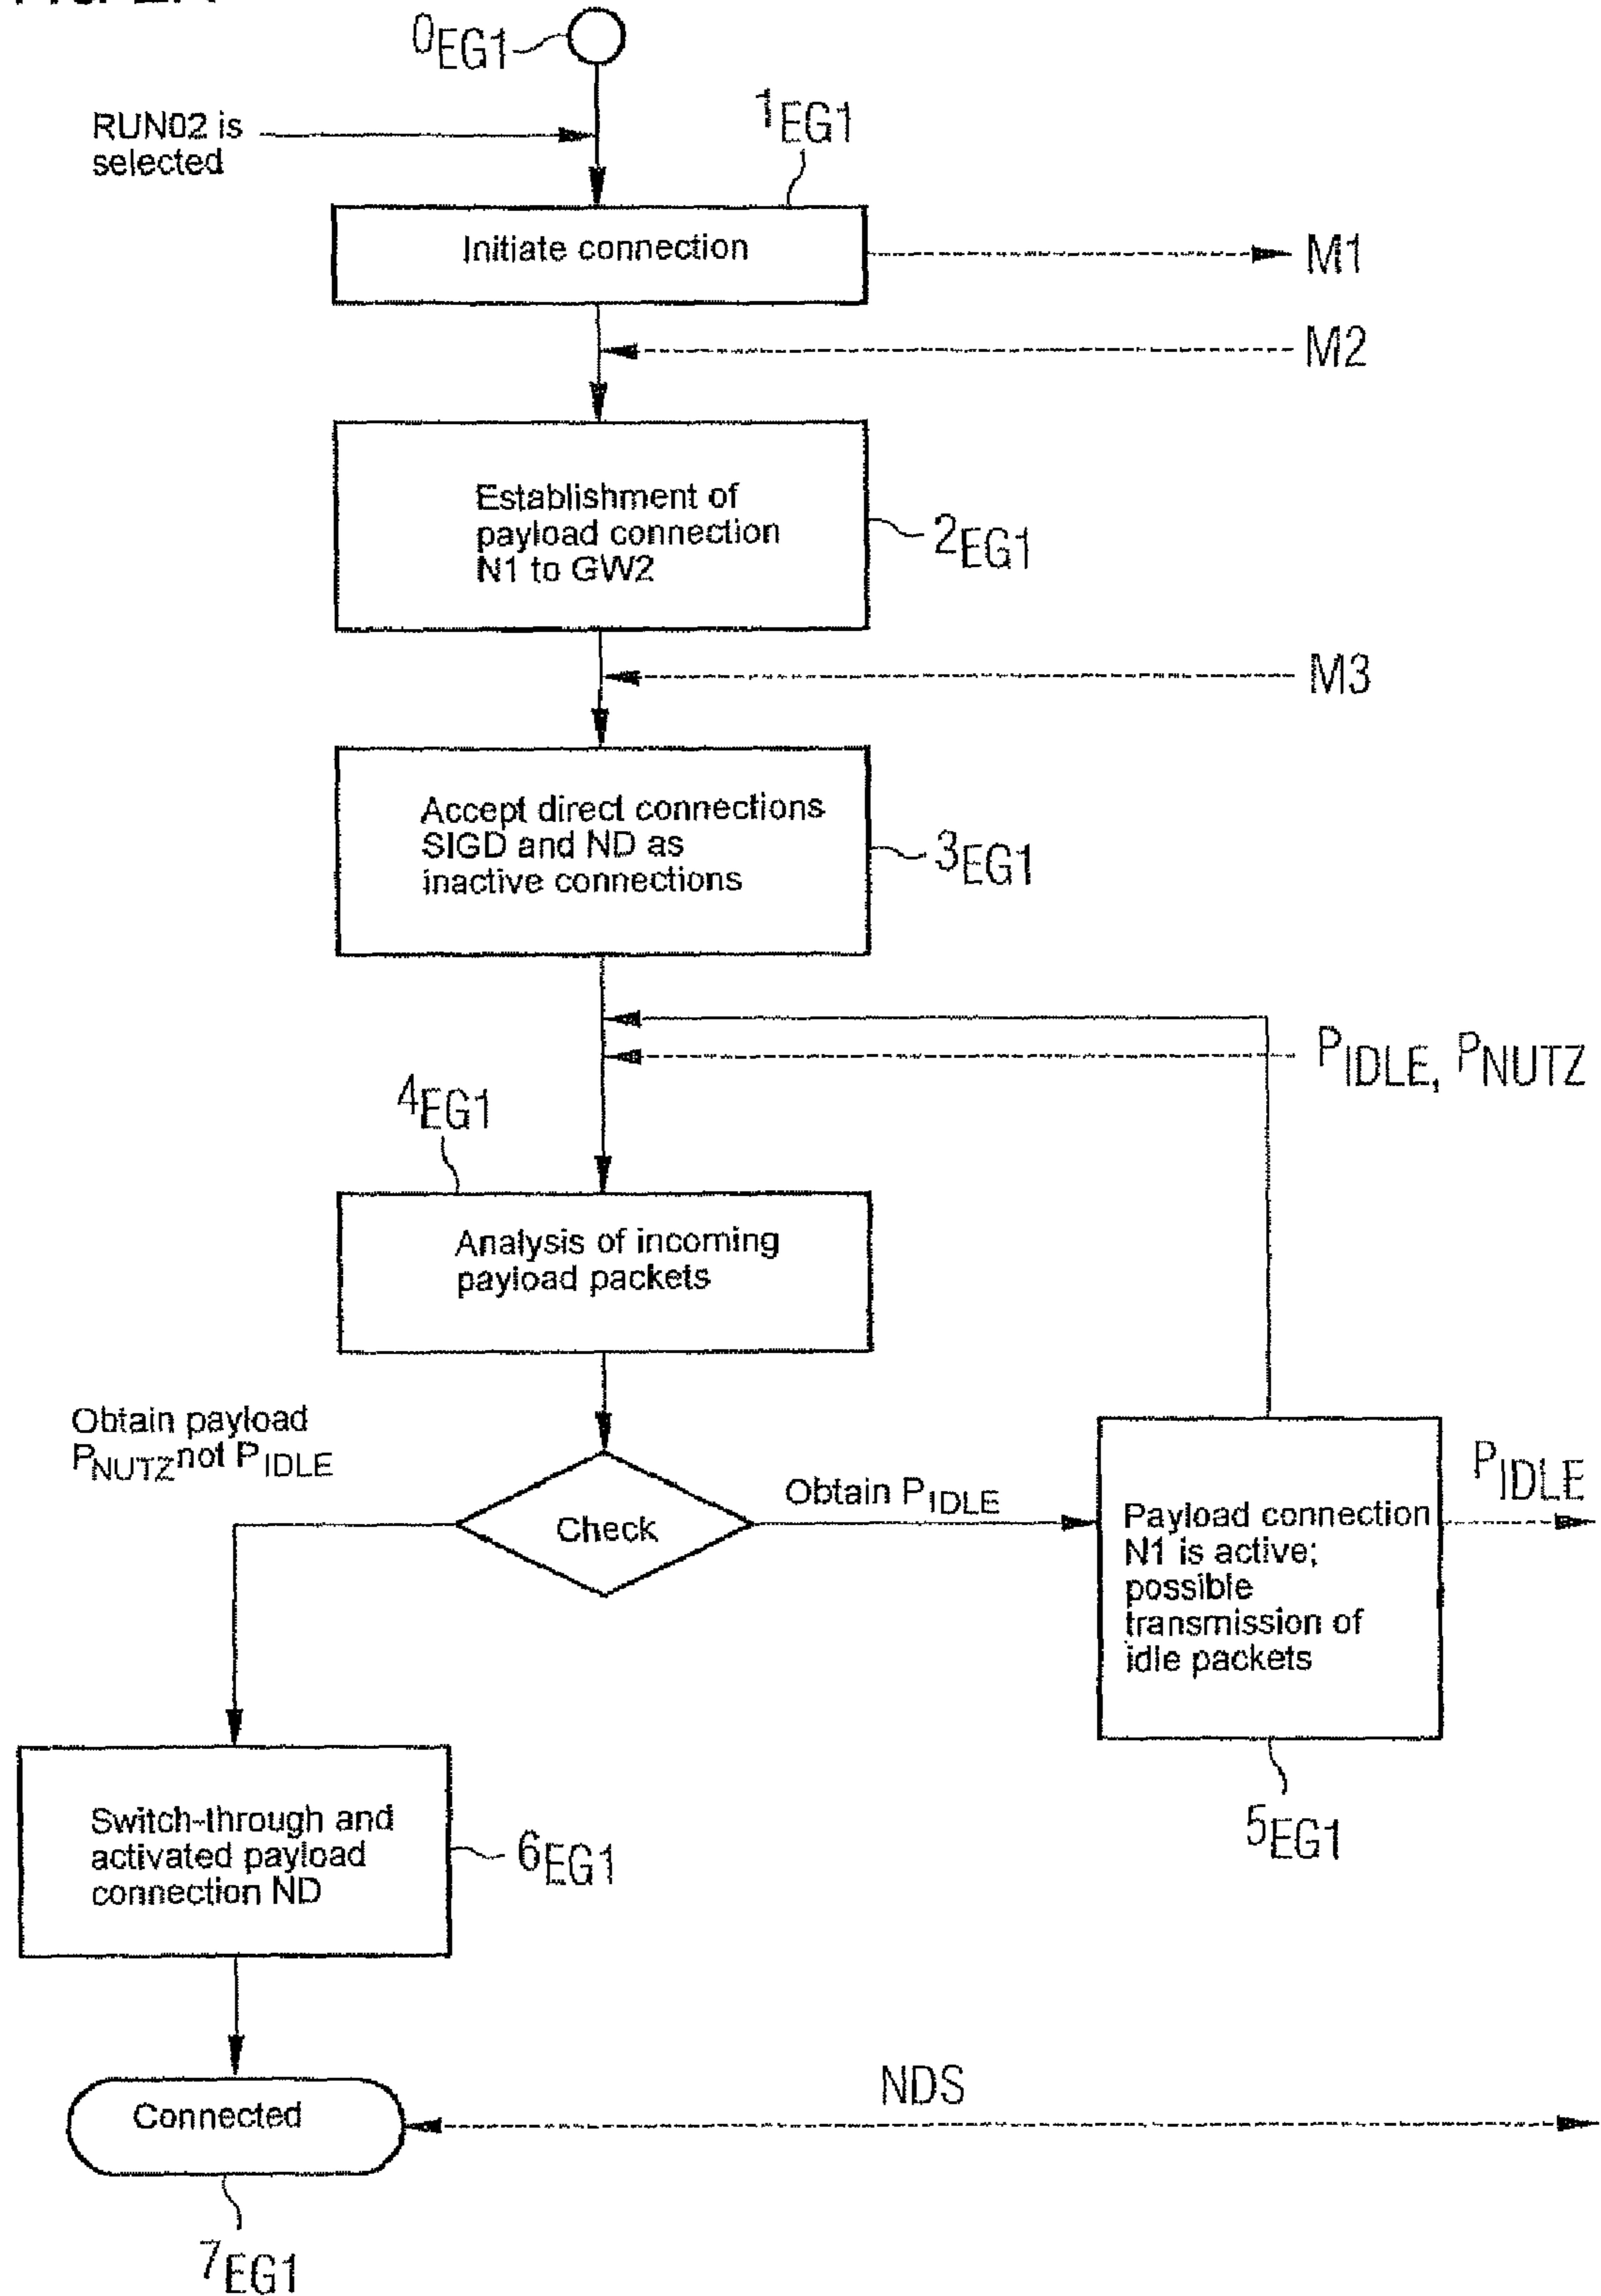 0EG1
RUN02 is
selected
1EG1
Initiate connection
M1
M2
Establishment of
payload connection
N1 to GW2
2EG1
M3
Accept direct connections
SIGD and ND as
inactive connections
3EG1
PIDLE, PNUTZ
4EG1
Analysis of incoming
payload packets
Obtain payload
PNUTZ not PIDLE
Check
Obtain PIDLE
Payload connection
N1 is active;
possible
transmission of
idle packets
PIDLE
5EG1
Switch-through and
activated payload
connection ND
6EG1
Connected
NDS
7EG1